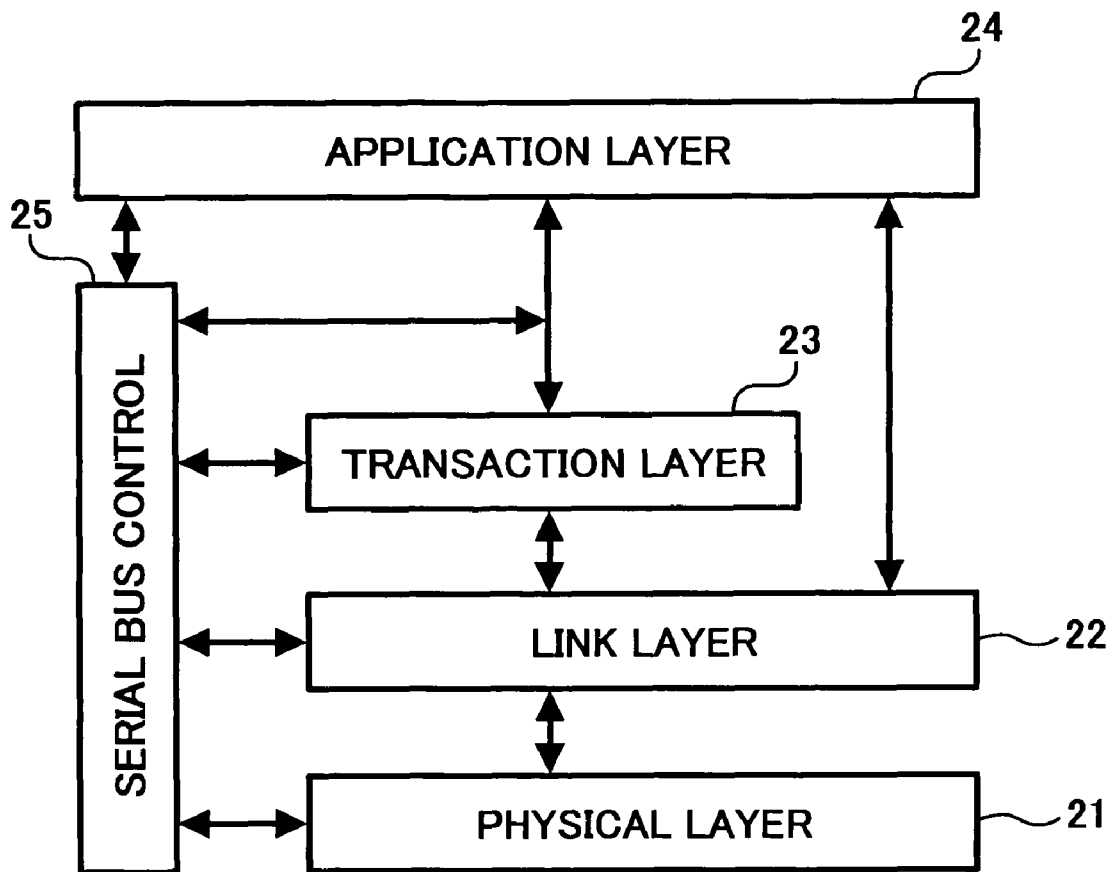 24
APPLICATION LAYER
25
SERIAL BUS CONTROL
23
TRANSACTION LAYER
LINK LAYER
22
PHYSICAL LAYER
21